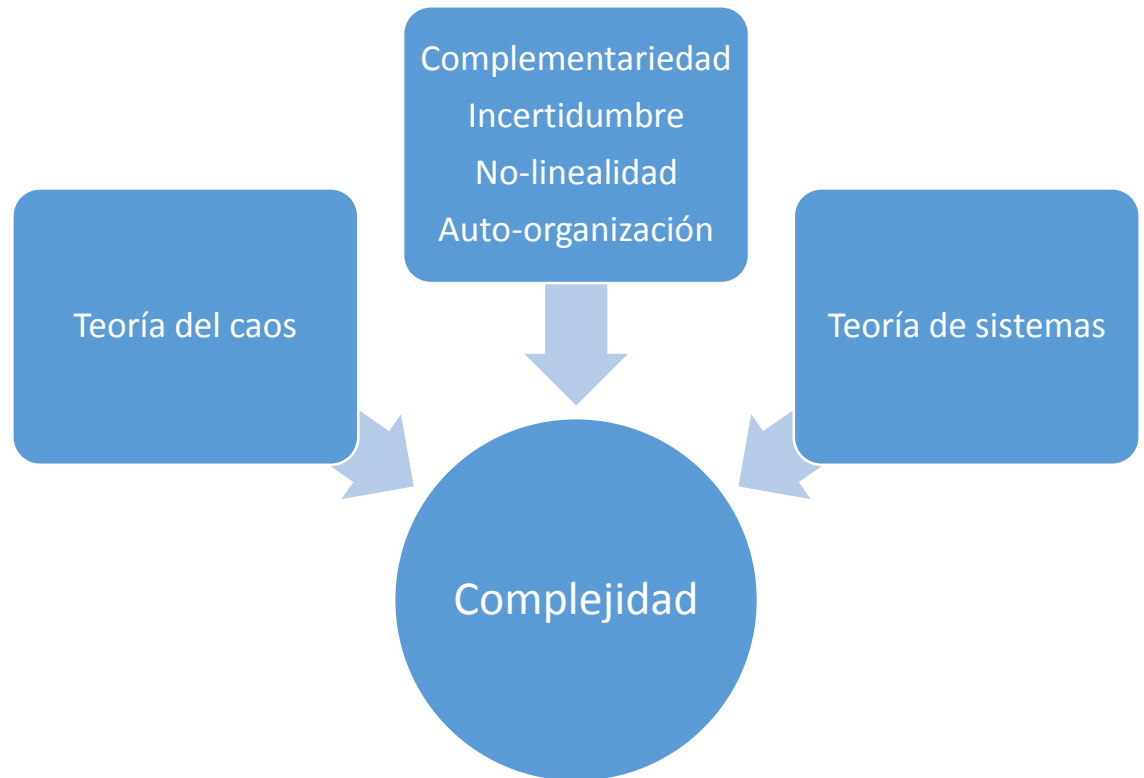 Complementariedad
Incertidumbre
No-linealidad
Auto-organización
Teoría del caos
Teoría de sistemas
Complejidad